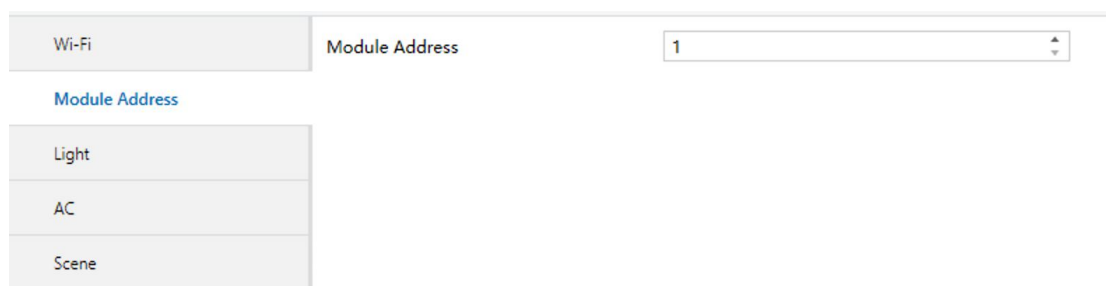 Wi-Fi
Module Address 1
Module Address
Light
AC
Scene